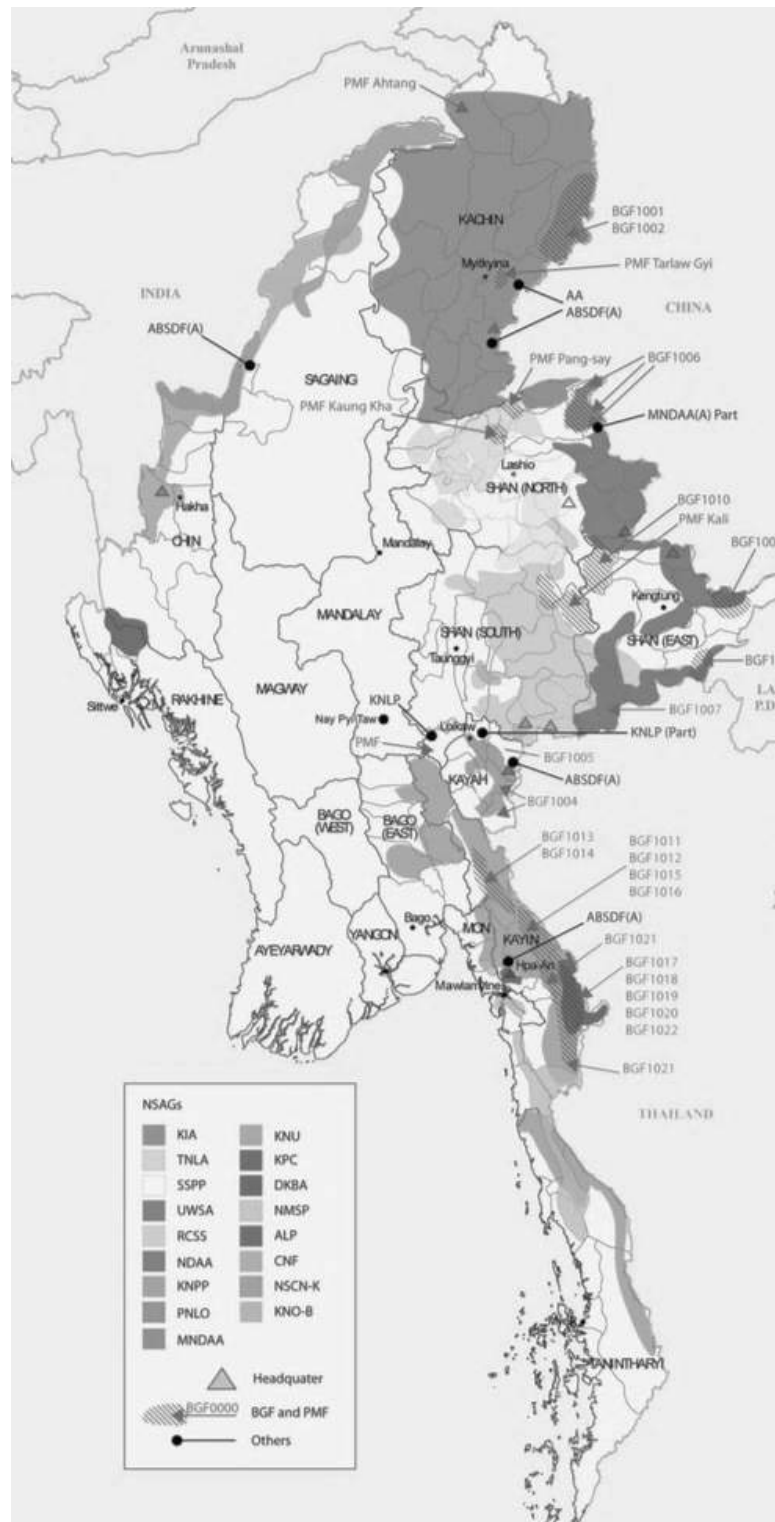 Arunashal
Pradesh
PMF Ahtang
KACHIN
BGF1001
BGF1002
Myitkyina
PMF Tarlaw Gyi
INDIA
AA
ABSDF(A)
CHINA
ABSDF(A)
SAGAING
PMF Pang-say
BGF1006
PMF Kaung Kha
MNDAA(A) Part
Lashio
SHAN (NORTH)
BGF1010
PMF Kali
Hakha
CHIN
Mandalay
BGF100
Kengtung
MANDALAY
SHAN (SOUTH)
SHAN (EAST)
Taunggyi
MAGWAY
KNLP
BGF1
Sittwe
RAKHINE
Nay Pyi Taw
Loikaw
LA
P.D.
BGF1007
PMF
KNLP (Part)
BGF1005
KAYAH
ABSDF(A)
BGF1004
BAGO
(WEST)
BAGO
(EAST)
BGF1013
BGF1014
BGF1011
BGF1012
BGF1015
BGF1016
ABSDF(A)
Bago
MON
KAYIN
YANGON
AYEYARWADY
Hpa-An
BGF1021
Mawlamyine
BGF1017
BGF1018
BGF1019
BGF1020
BGF1022
BGF1021
THAILAND
TANINTHARYI
NSAGs
KIA
TNLA
SSPP
UWSA
RCSS
NDAA
KNPP
PNLO
MNDAA
KNU
KPC
DKBA
NMSP
ALP
CNF
NSCN-K
KNO-B
Headquater
BGF0000
BGF and PMF
Others